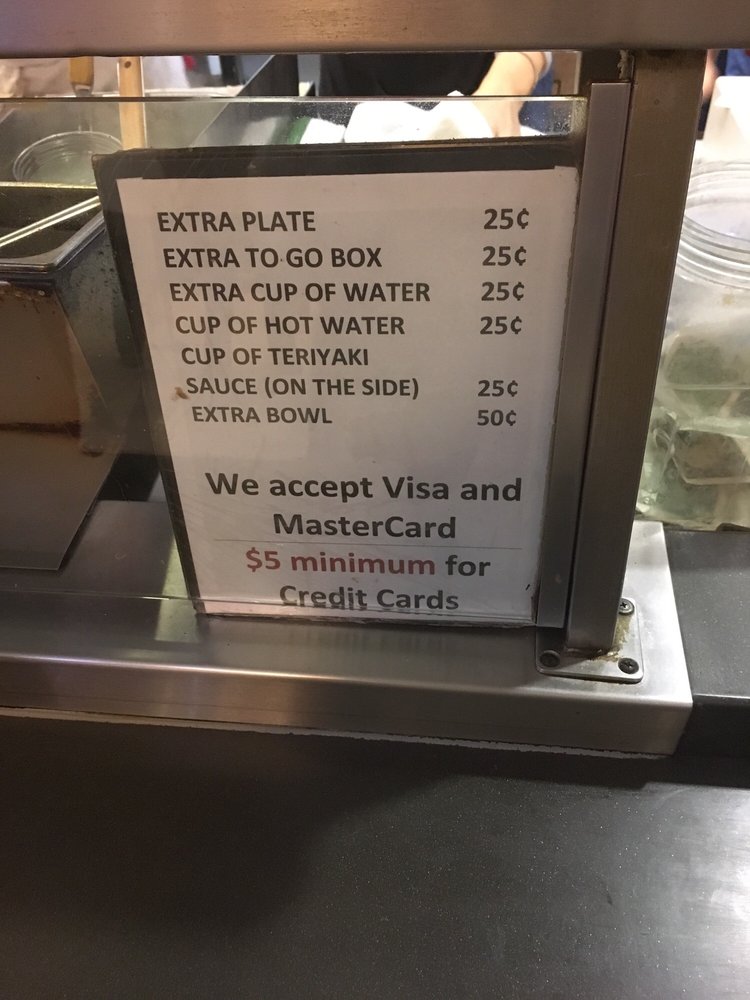 EXTRA PLATE 25¢
EXTRA TO GO BOX 25¢
EXTRA CUP OF WATER 25¢
CUP OF HOT WATER 25¢
CUP OF TERIYAKI
SAUCE (ON THE SIDE) 25¢
EXTRA BOWL 50¢
We accept Visa and
MasterCard
$5 minimum for
Credit Cards